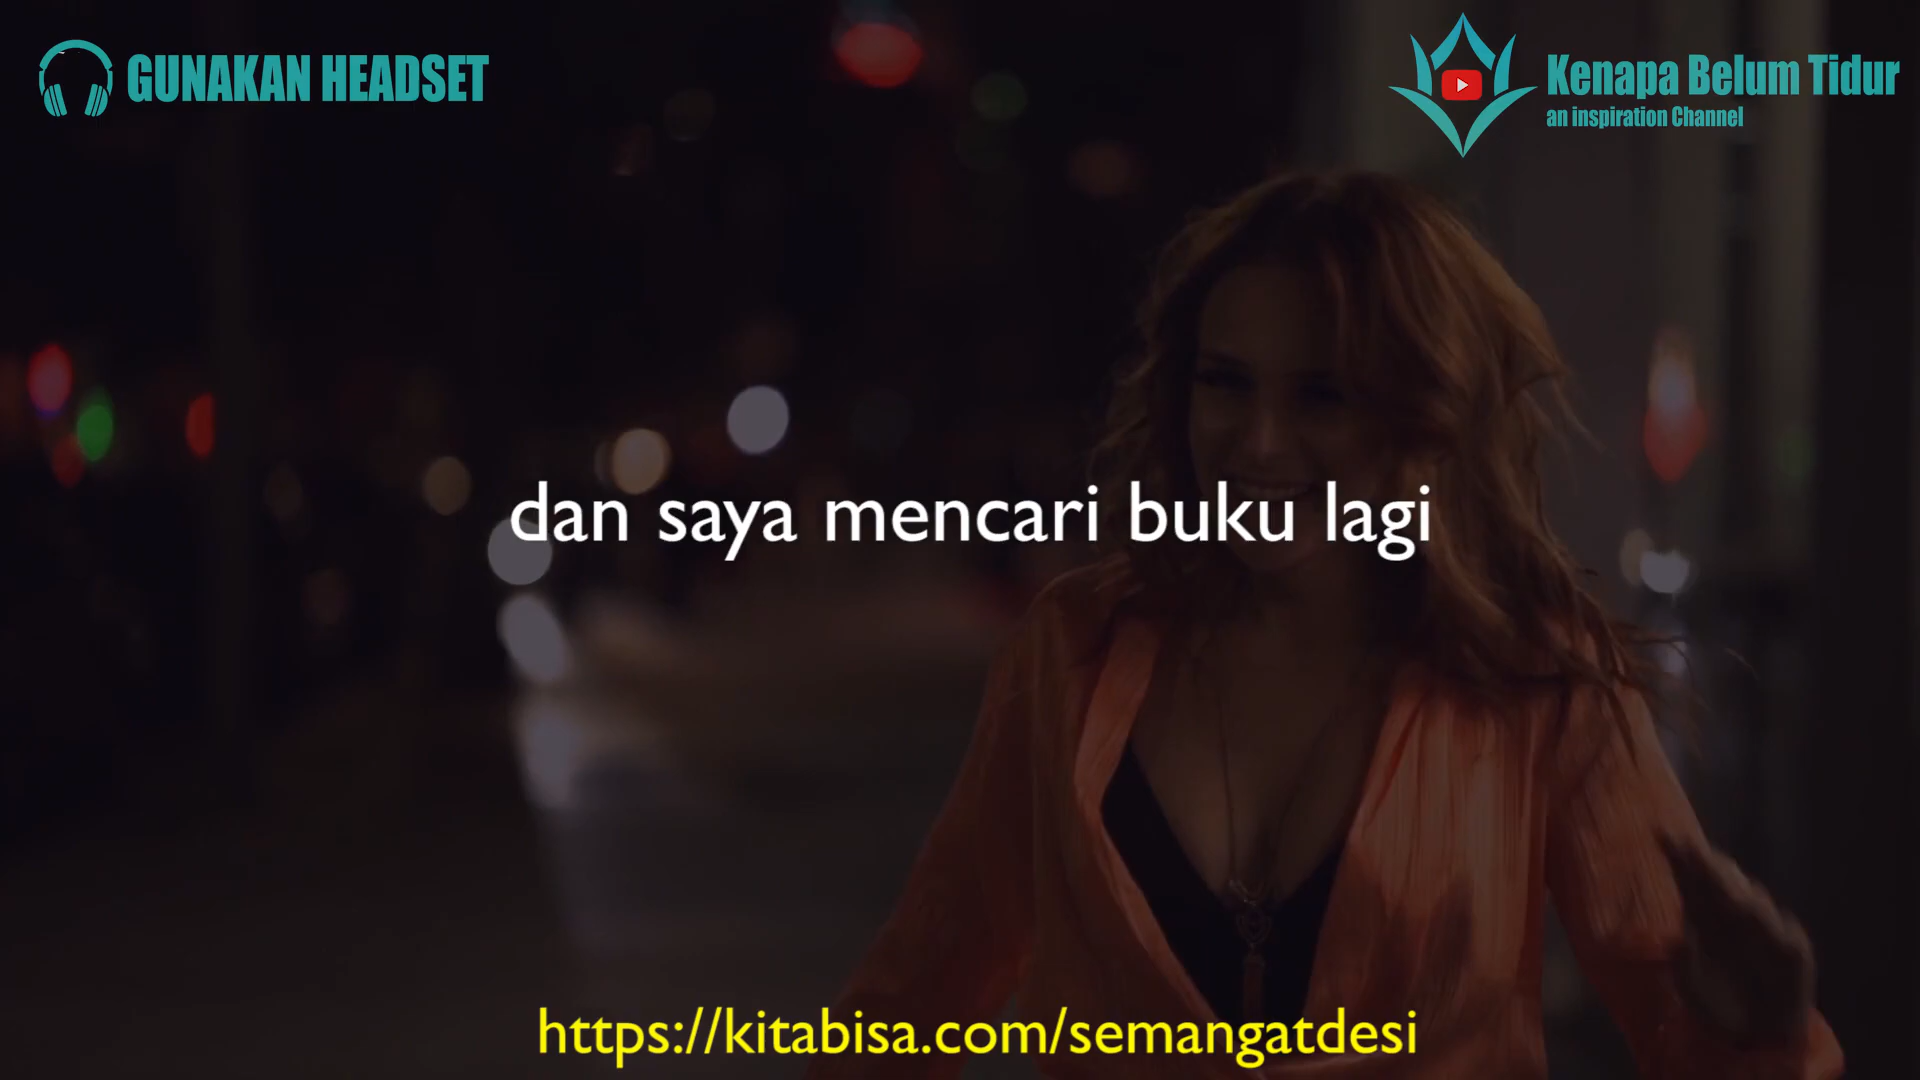 GUNAKAN HEADSET
Kenapa Belum Tidur
an inspiration Channel
dan saya mencari buku lagi
https://kitabisa.com/semangatdesi